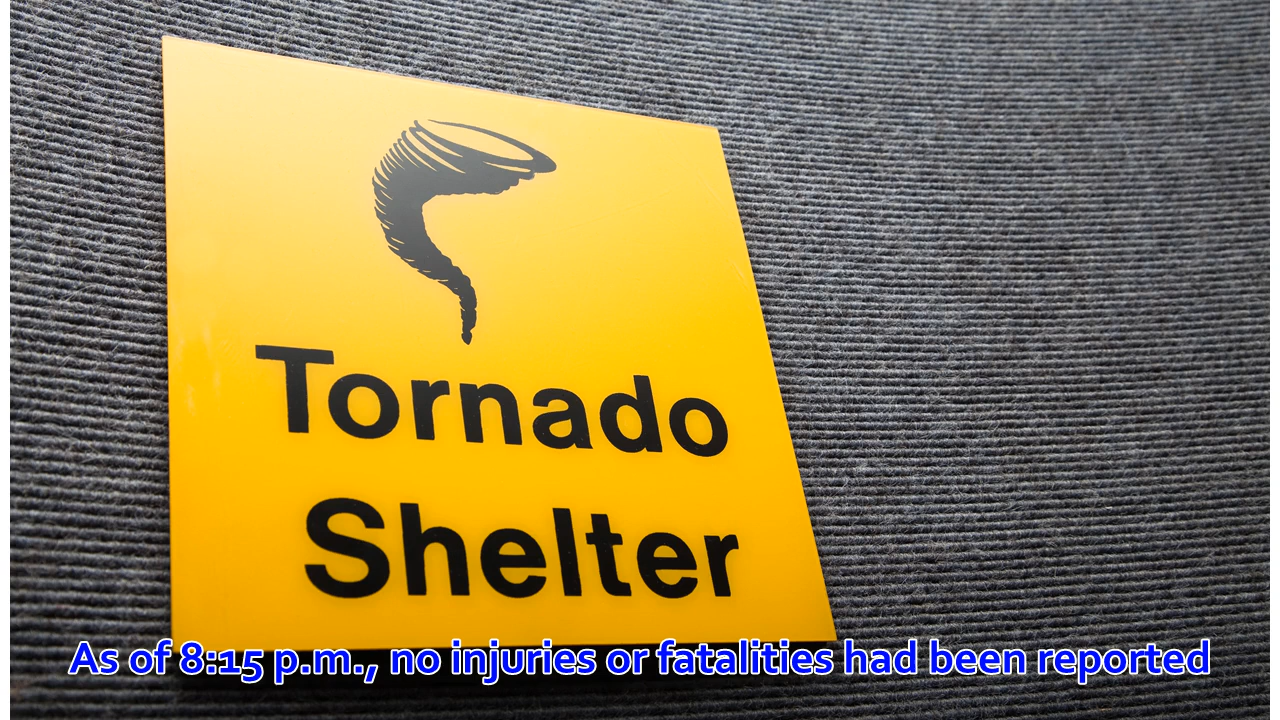 Tornado
Shelter
As of 8:15 p.m., no injuries or fatalities had been reported